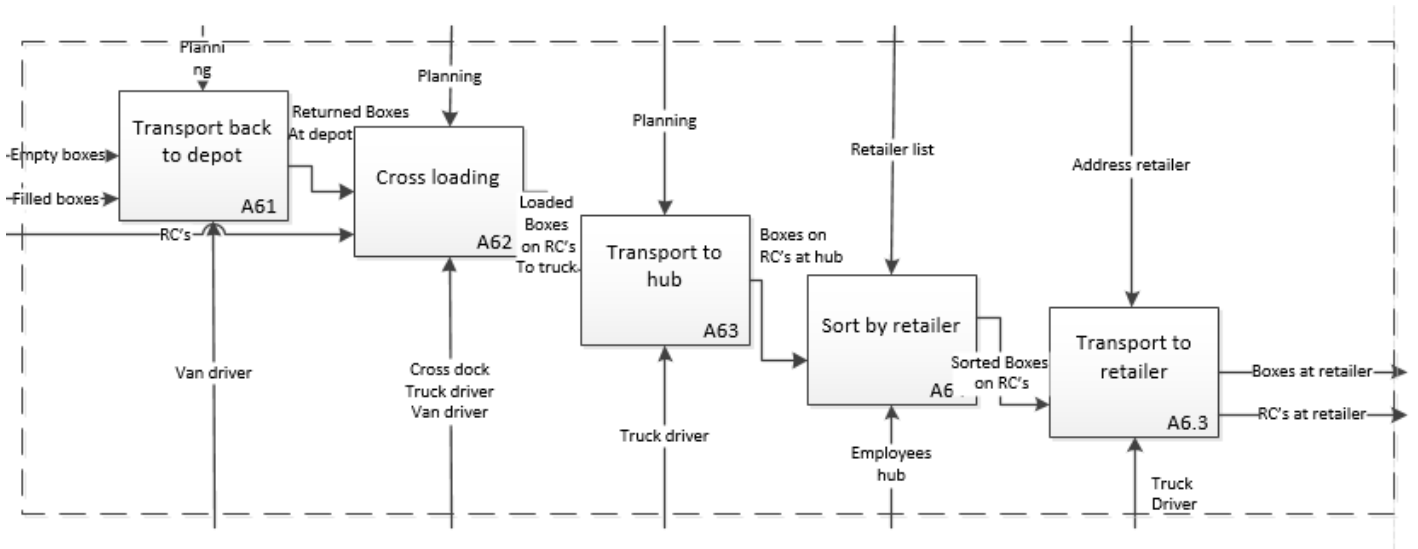 Planni
ng
Planning
Planning
Retailer list
Address retailer
Transport back
to depot
A61
Empty boxes
Filled boxes
RC's
Returned Boxes
At depot
Cross loading
A62
Loaded
Boxes
on RC's
To truck
Transport to
hub
A63
Boxes on
RC's at hub
Sort by retailer
A6
Sorted Boxes
on RC's
Transport to
retailer
A6.3
Boxes at retailer
RC's at retailer
Van driver
Cross dock
Truck driver
Van driver
Truck driver
Employees
hub
Truck
Driver